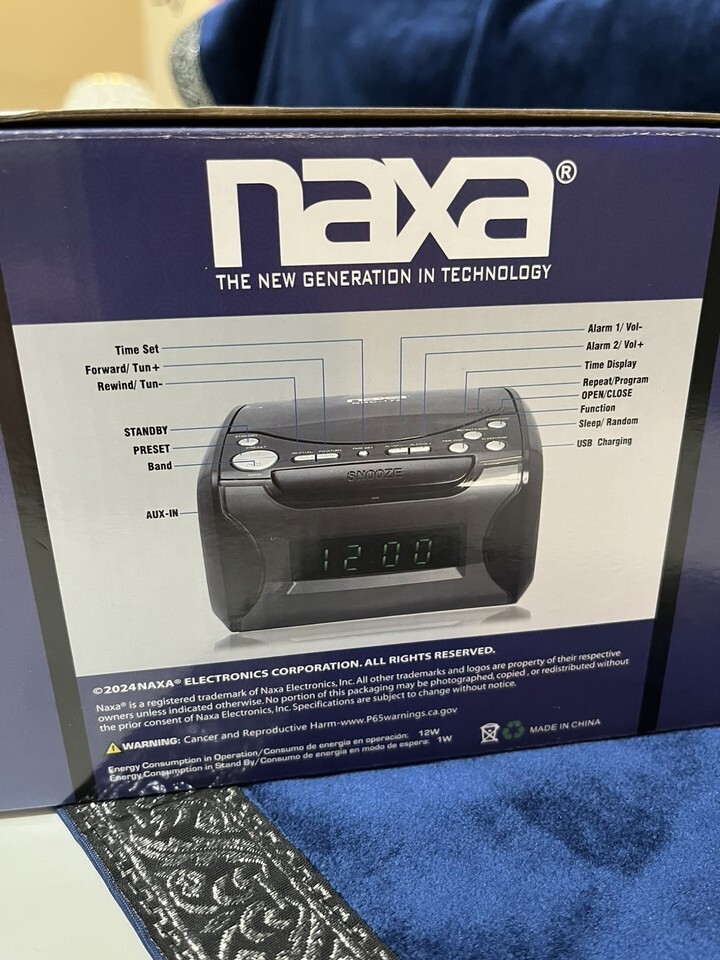 naxa®
THE NEW GENERATION IN TECHNOLOGY
Time Set
Forward/ Tun+
Rewind/ Tun-
STANDBY
PRESET
Band
AUX-IN
Alarm 1/ Vol-
Alarm 2/ Vol+
Time Display
Repeat/Program
OPEN/CLOSE
Function
Sleep/ Random
USB Charging
naxa
SNOOZE
12:00
©2024NAXA® ELECTRONICS CORPORATION. ALL RIGHTS RESERVED.
Naxa® is a registered trademark of Naxa Electronics, Inc. All other trademarks and logos are property of their respective
owners unless indicated otherwise. No portion of this packaging may be photographed, copied, or redistributed without
the prior consent of Naxa Electronics, Inc. Specifications are subject to change without notice.
WARNING: Cancer and Reproductive Harm-www.P65warnings.ca.gov
Energy Consumption in Operation/Consumo de energia en operación: 12W
Energy Consumption in Stand By/Consumo de energia en modo de espera: 1W
MADE IN CHINA